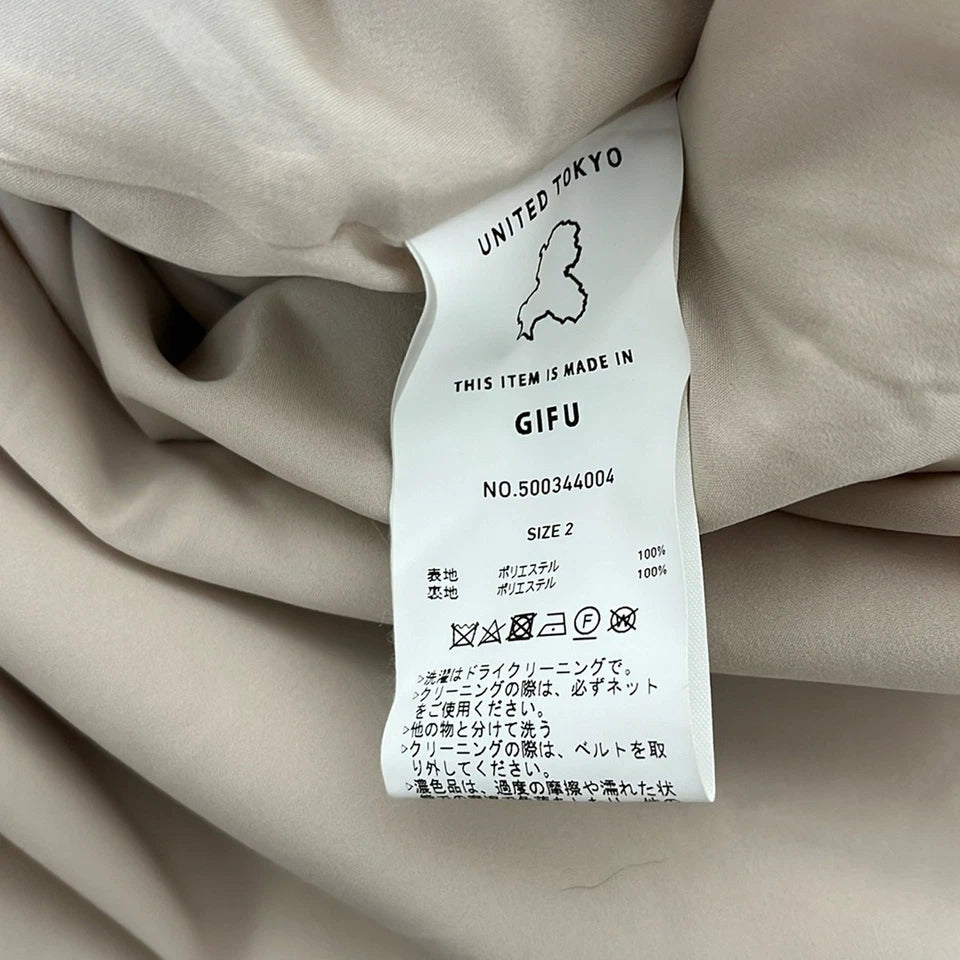 UNITED TOKYO
THIS ITEM IS MADE IN
GIFU
NO.500344004
SIZE 2
表地 ポリエステル 100%
裏地 ポリエステル 100%
F W
>洗濯はドライクリーニングで。
>クリーニングの際は、必ずネット
をご使用ください。
>他の物と分けて洗う
>クリーニングの際は、ベルトを取
り外してください。
>濃色品は、過度の摩擦や濡れた状